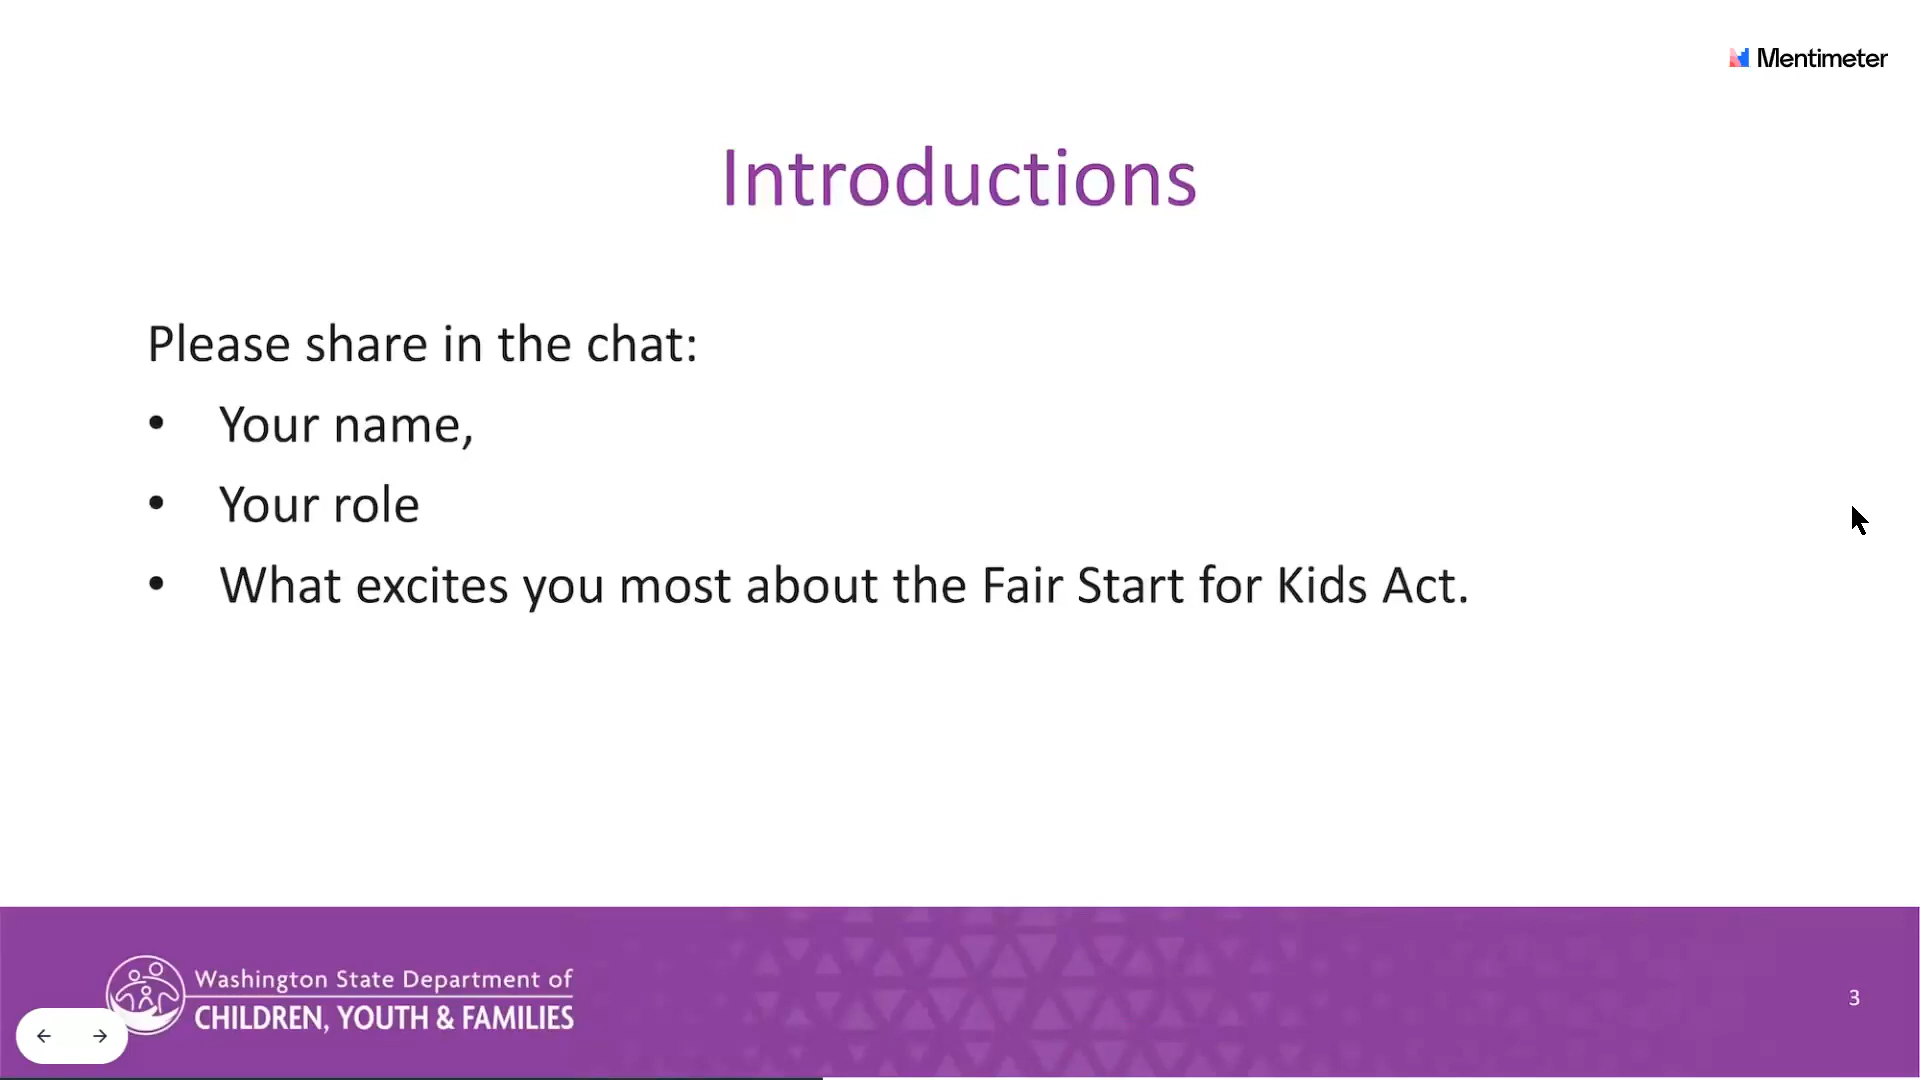 Mentimeter
Introductions
Please share in the chat:
• Your name,
• Your role
• What excites you most about the Fair Start for Kids Act.
Washington State Department of
CHILDREN, YOUTH & FAMILIES
3